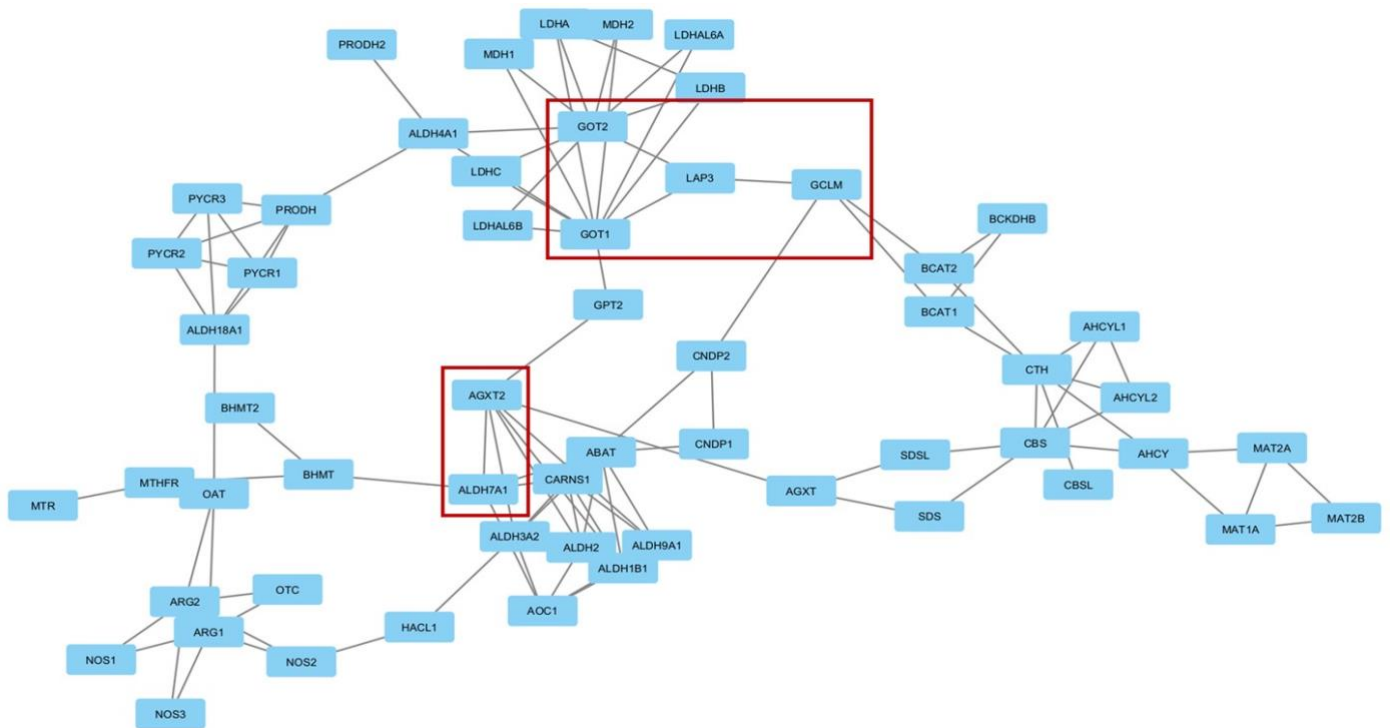 LDHA
MDH2
LDHAL6A
PRODH2
MDH1
LDHB
GOT2
ALDH4A1
LDHC
LAP3
GCLM
PYCR3
PRODH
LDHAL6B
GOT1
BCKDHB
PYCR2
PYCR1
BCAT2
GPT2
BCAT1
ALDH18A1
AHCYL1
CNDP2
CTH
AGXT2
AHCYL2
BHMT2
ABAT
CNDP1
CBS
SDSL
AHCY
MAT2A
BHMT
CARNS1
MTHFR
ALDH7A1
AGXT
CBSL
OAT
MTR
SDS
MAT2B
MAT1A
ALDH3A2
ALDH2
ALDH9A1
ALDH1B1
OTC
ARG2
AOC1
ARG1
HACL1
NOS1
NOS2
NOS3